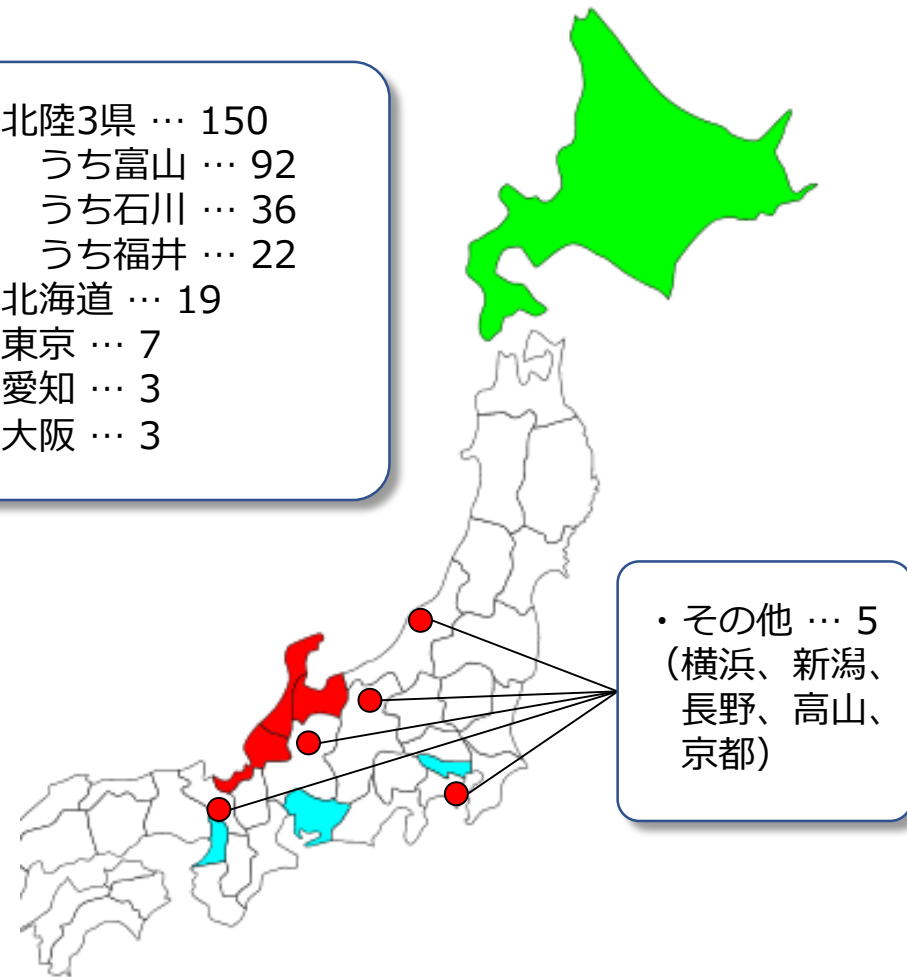 北陸3県 … 150
うち富山 … 92
うち石川 … 36
うち福井 … 22
北海道 … 19
東京 … 7
愛知 … 3
大阪 … 3
・その他 … 5
（横浜、新潟、
長野、高山、
京都）